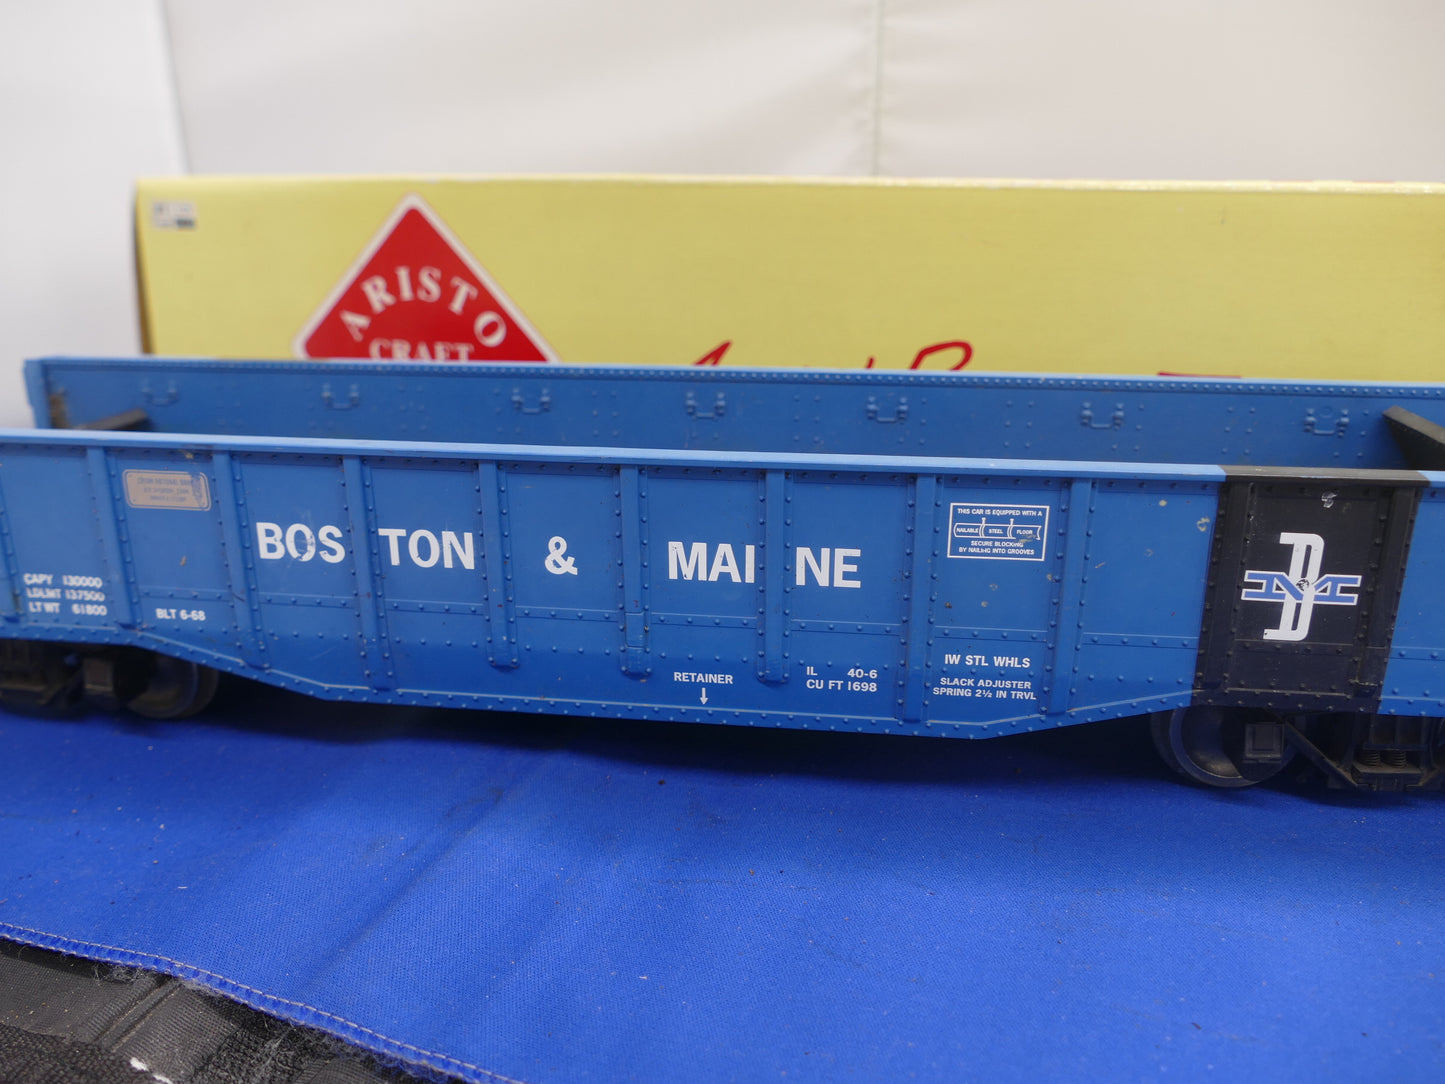 ARISTO
CRAFT
BOSTON & MAINE
CAPY 130000
LDLMT 137500
LT WT 61800
BLT 6-68
THIS CAR IS EQUIPPED WITH A
NAILABLE STEEL FLOOR
SECURE BLOCKING
BY NAILING INTO GROOVES
BM
RETAINER
IL 40-6
CU FT 1698
IW STL WHLS
SLACK ADJUSTER
SPRING 2½ IN TRVL